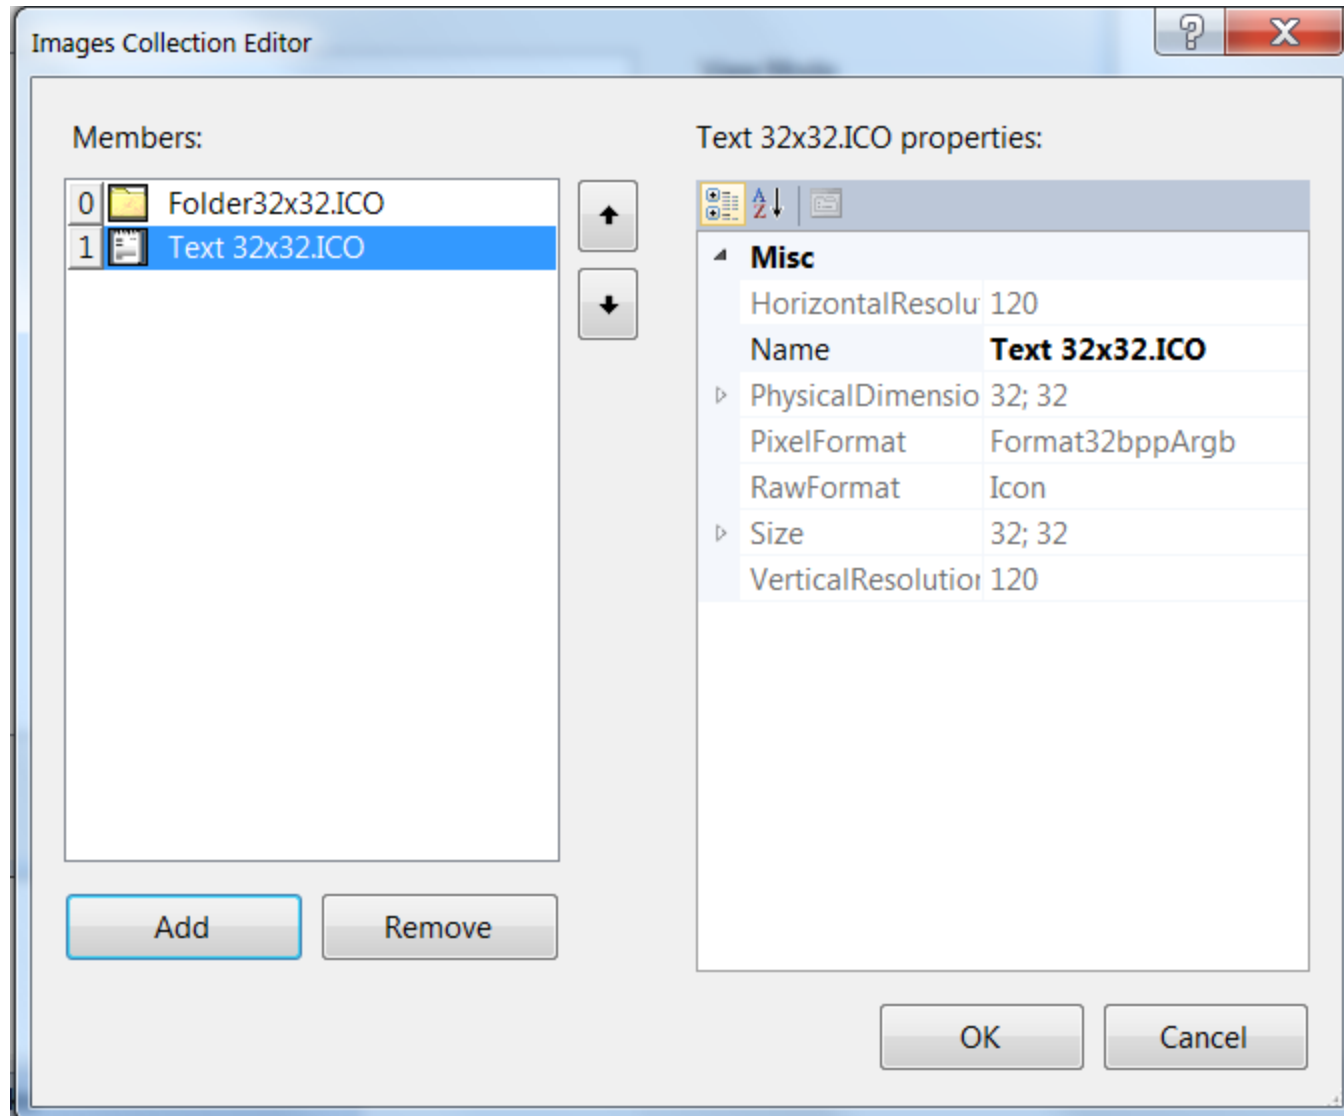 Images Collection Editor
Members:
0 Folder32x32.ICO
1 Text 32x32.ICO
Add
Remove
Text 32x32.ICO properties:
Misc
HorizontalResolu 120
Name Text 32x32.ICO
PhysicalDimensio 32; 32
PixelFormat Format32bppArgb
RawFormat Icon
Size 32; 32
VerticalResolution 120
OK
Cancel